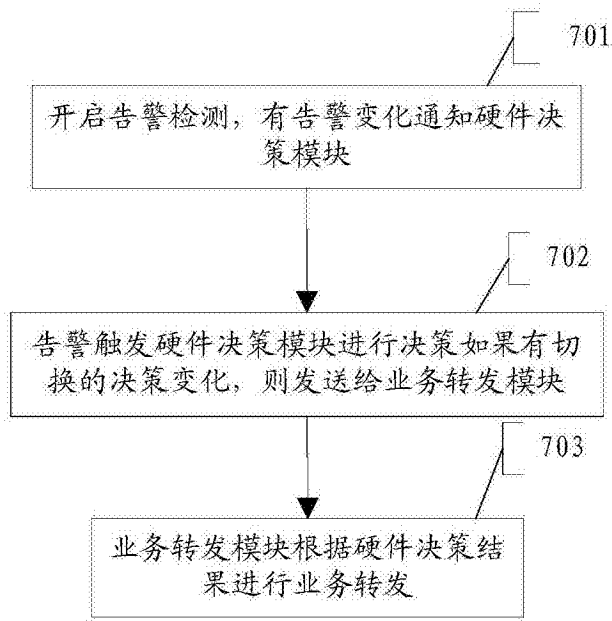 701
开启告警检测，有告警变化通知硬件决
策模块
702
告警触发硬件决策模块进行决策如果有切
换的决策变化，则发送给业务转发模块
703
业务转发模块根据硬件决策结
果进行业务转发